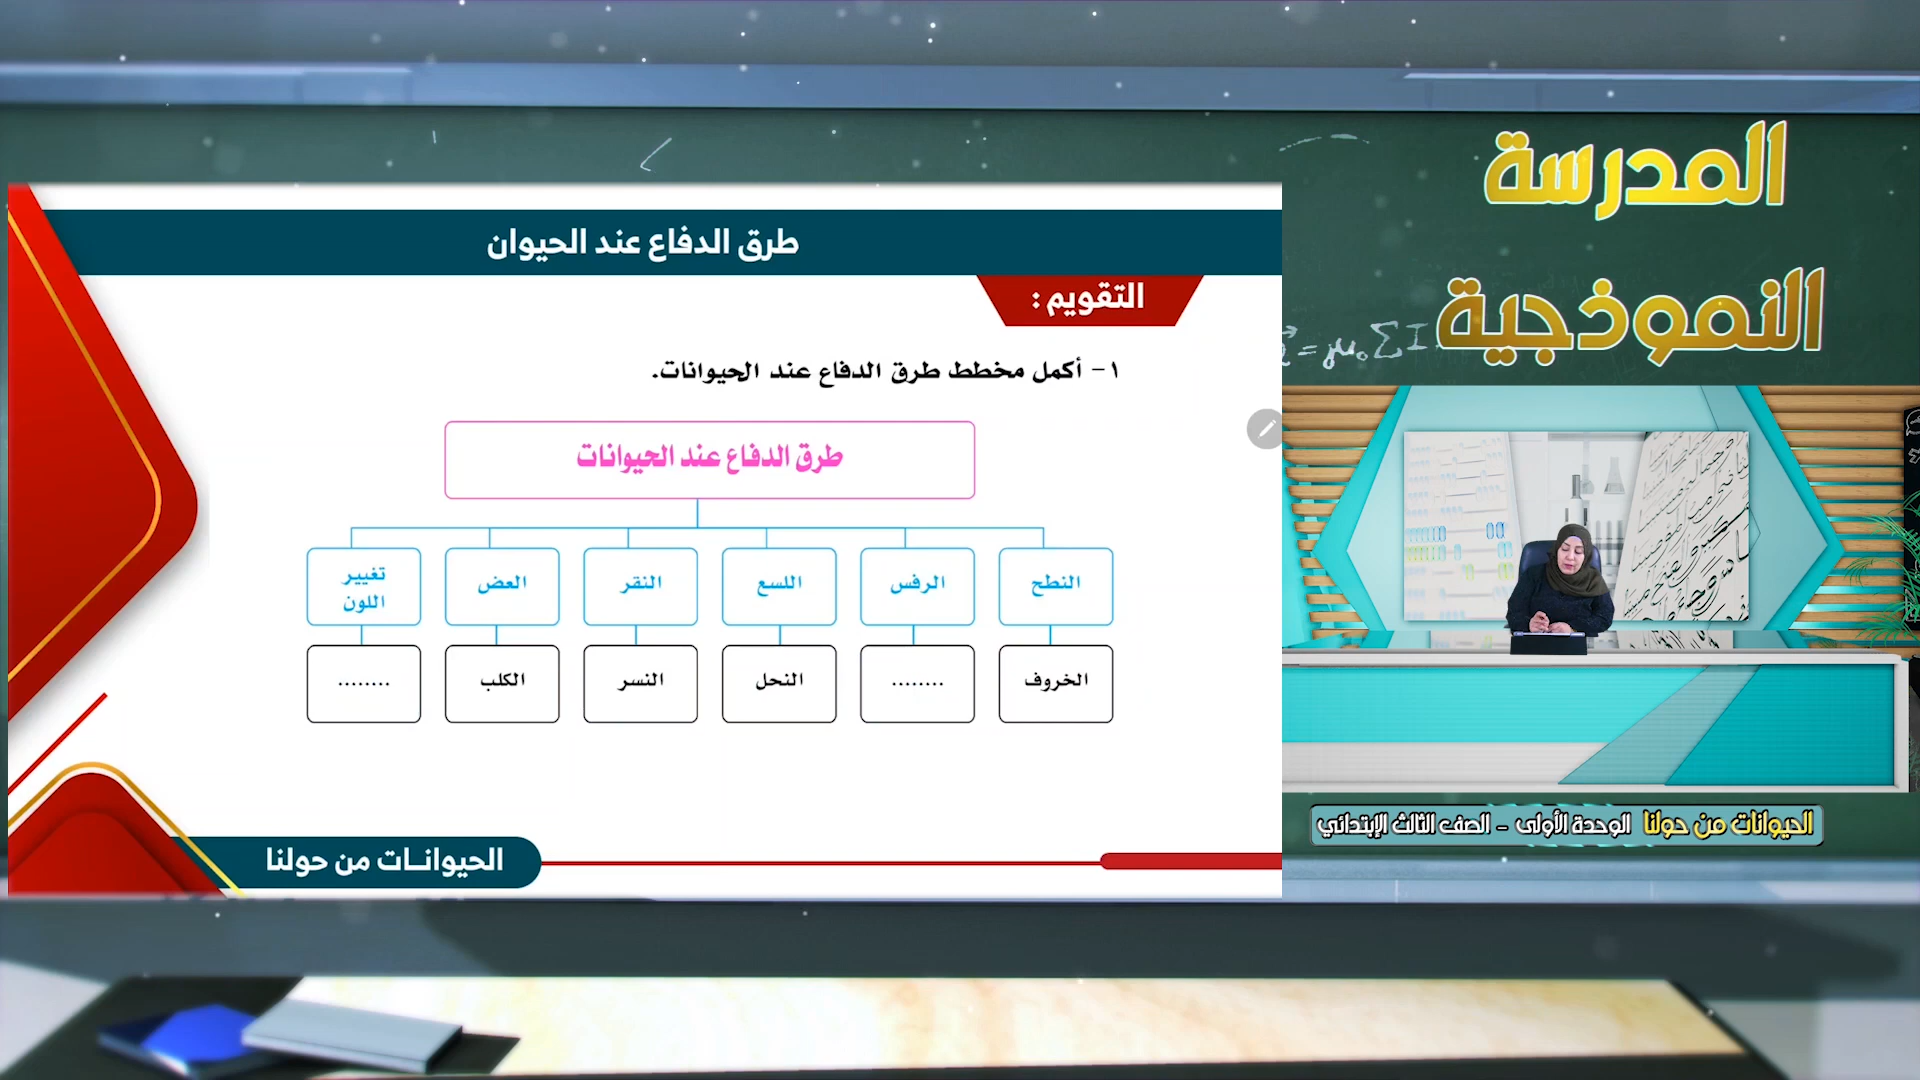 المدرسة
النموذجية
طرق الدفاع عند الحيوان
التقويم :
١- أكمل مخطط طرق الدفاع عند الحيوانات.
طرق الدفاع عند الحيوانات
النطح
الرفس
اللسع
النقر
العض
تغيير
اللون
الخروف
........
النحل
النسر
الكلب
........
الحيوانـات من حولنا
الحيوانات من حولنا الوحدة الأولى - الصف الثالث الإبتدائي